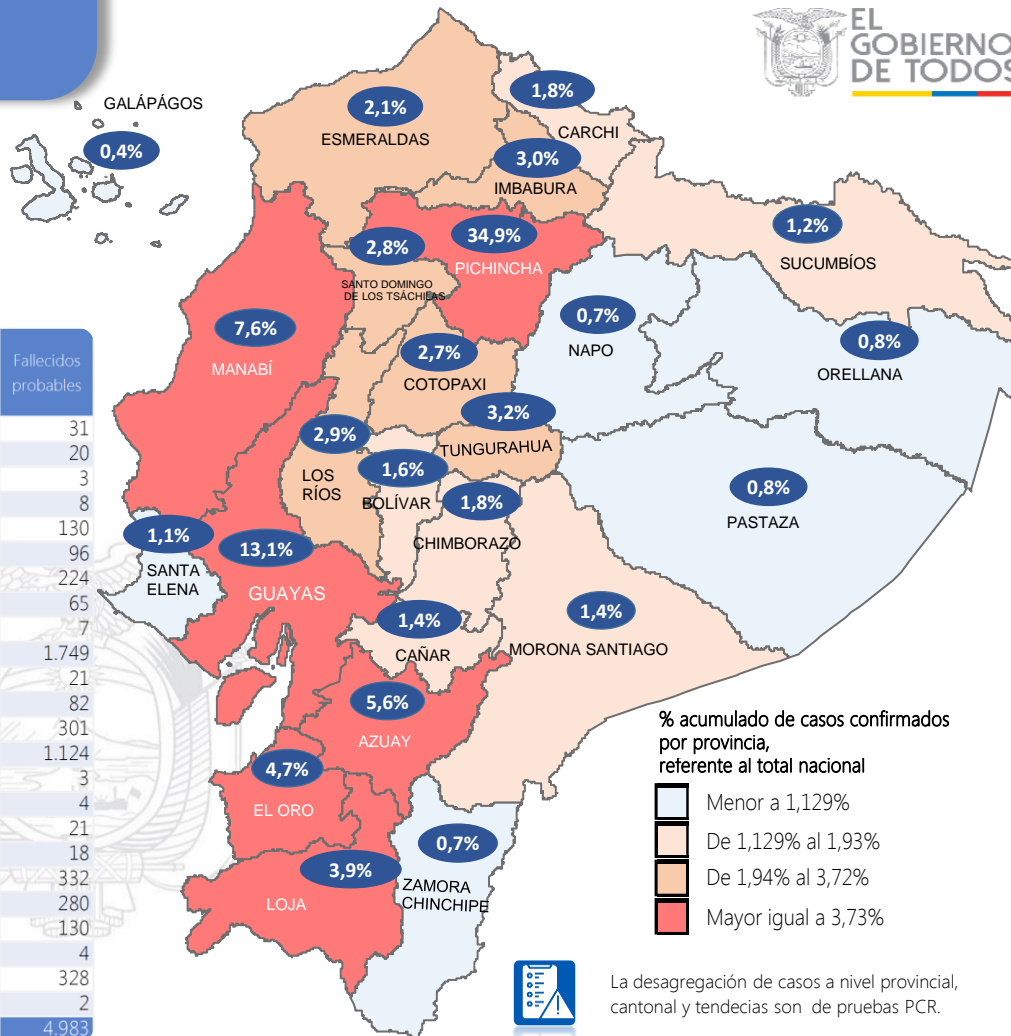 EL
GOBIERNO
DE TODOS
GALÁPÁGOS
0,4%
2,1%
ESMERALDAS
1,8%
CARCHI
3,0%
IMBABURA
1,2%
SUCUMBÍOS
2,8%
SANTO DOMINGO
DE LOS TSÁCHILAS
34,9%
PICHINCHA
7,6%
MANABÍ
0,7%
NAPO
0,8%
ORELLANA
2,7%
COTOPAXI
3,2%
TUNGURAHUA
2,9%
LOS
RÍOS
1,6%
BOLÍVAR
1,8%
CHIMBORAZO
0,8%
PASTAZA
1,1%
SANTA
ELENA
13,1%
GUAYAS
1,4%
CAÑAR
1,4%
MORONA SANTIAGO
5,6%
AZUAY
4,7%
EL ORO
3,9%
LOJA
0,7%
ZAMORA
CHINCHIPE
Fallecidos
probables
31
20
3
8
130
96
224
65
7
1.749
21
82
301
1.124
3
4
21
18
332
280
130
4
328
2
4.983
% acumulado de casos confirmados
por provincia,
referente al total nacional
Menor a 1,129%
De 1,129% al 1,93%
De 1,94% al 3,72%
Mayor igual a 3,73%
La desagregación de casos a nivel provincial,
cantonal y tendecias son de pruebas PCR.